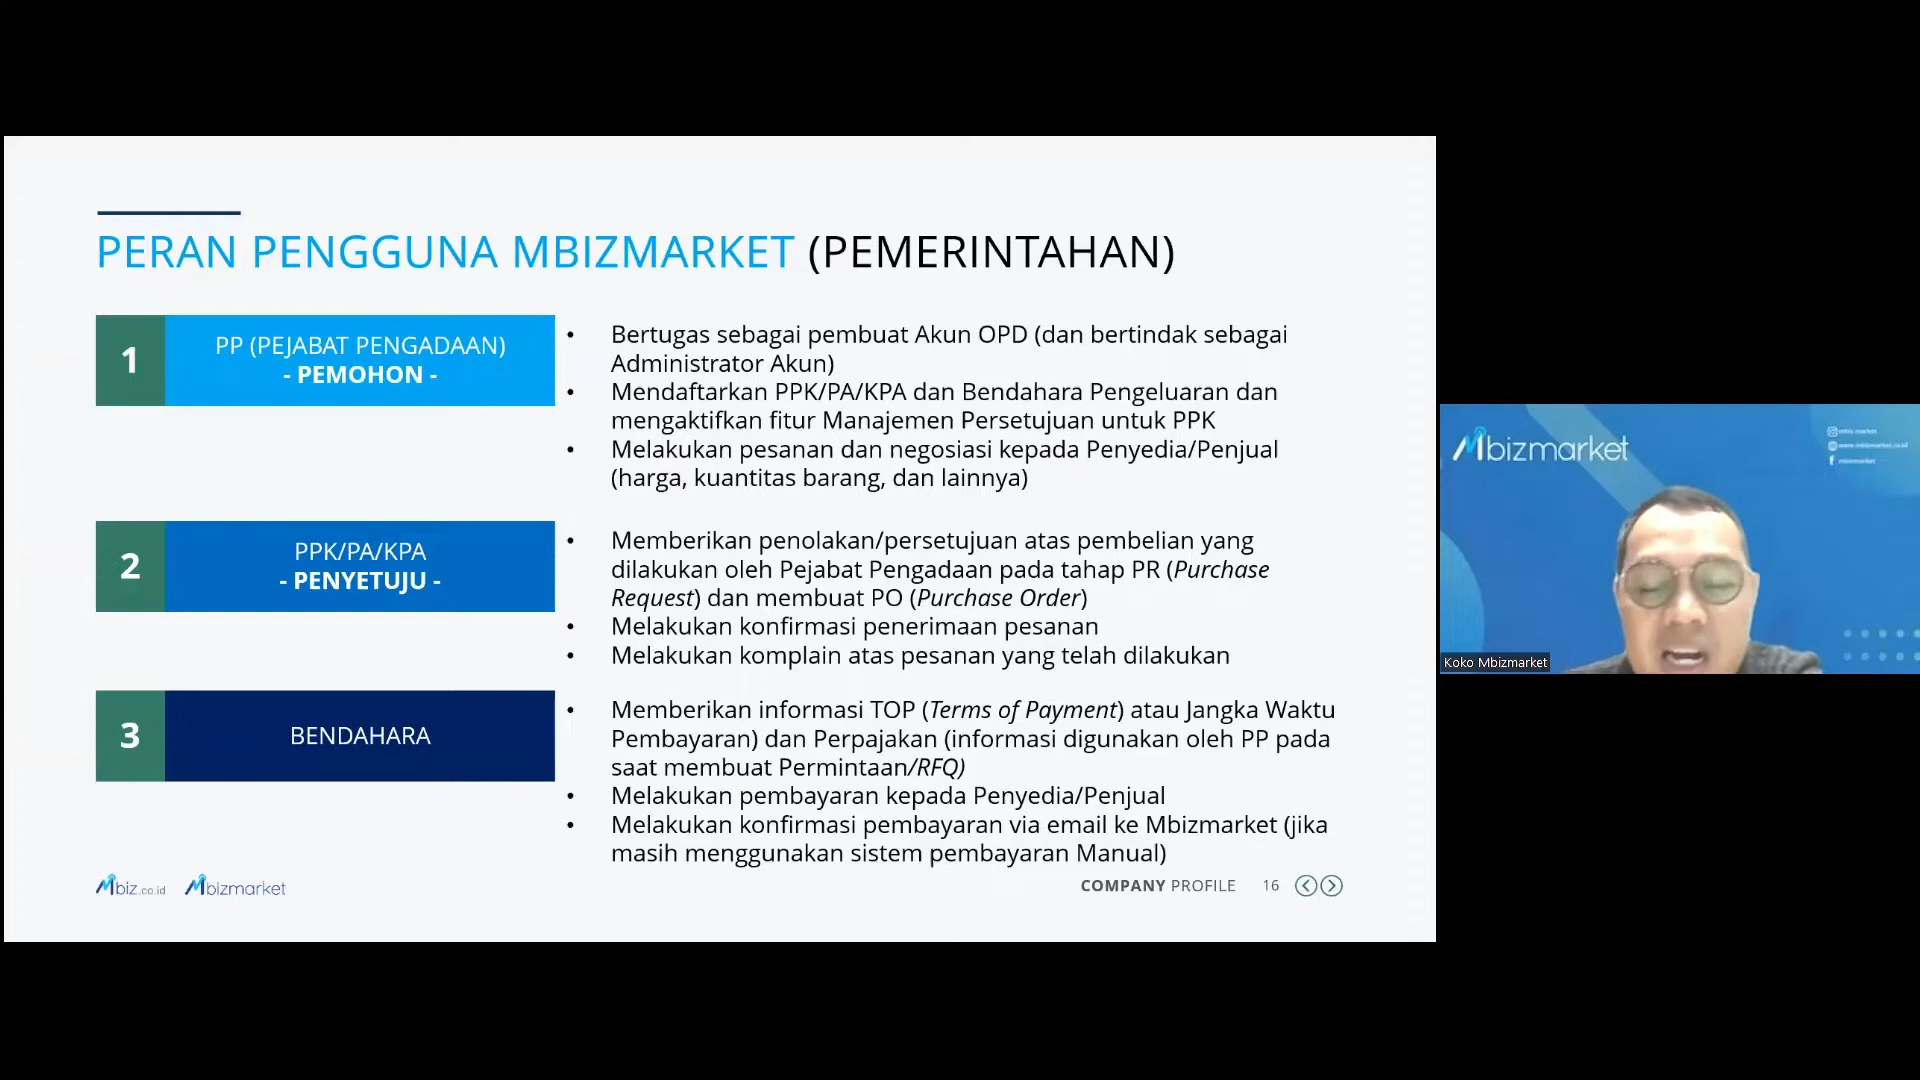 PERAN PENGGUNA MBIZMARKET (PEMERINTAHAN)
1
PP (PEJABAT PENGADAAN)
- PEMOHON -
• Bertugas sebagai pembuat Akun OPD (dan bertindak sebagai
Administrator Akun)
• Mendaftarkan PPK/PA/KPA dan Bendahara Pengeluaran dan
mengaktifkan fitur Manajemen Persetujuan untuk PPK
• Melakukan pesanan dan negosiasi kepada Penyedia/Penjual
(harga, kuantitas barang, dan lainnya)
2
PPK/PA/KPA
- PENYETUJU -
• Memberikan penolakan/persetujuan atas pembelian yang
dilakukan oleh Pejabat Pengadaan pada tahap PR (Purchase
Request) dan membuat PO (Purchase Order)
• Melakukan konfirmasi penerimaan pesanan
• Melakukan komplain atas pesanan yang telah dilakukan
3
BENDAHARA
• Memberikan informasi TOP (Terms of Payment) atau Jangka Waktu
Pembayaran) dan Perpajakan (informasi digunakan oleh PP pada
saat membuat Permintaan/RFQ)
• Melakukan pembayaran kepada Penyedia/Penjual
• Melakukan konfirmasi pembayaran via email ke Mbizmarket (jika
masih menggunakan sistem pembayaran Manual)
Mbiz.co.id
Mbizmarket
COMPANY PROFILE 16
Mbizmarket
www.mbizmarket.co.id
mbizmarket
Koko Mbizmarket